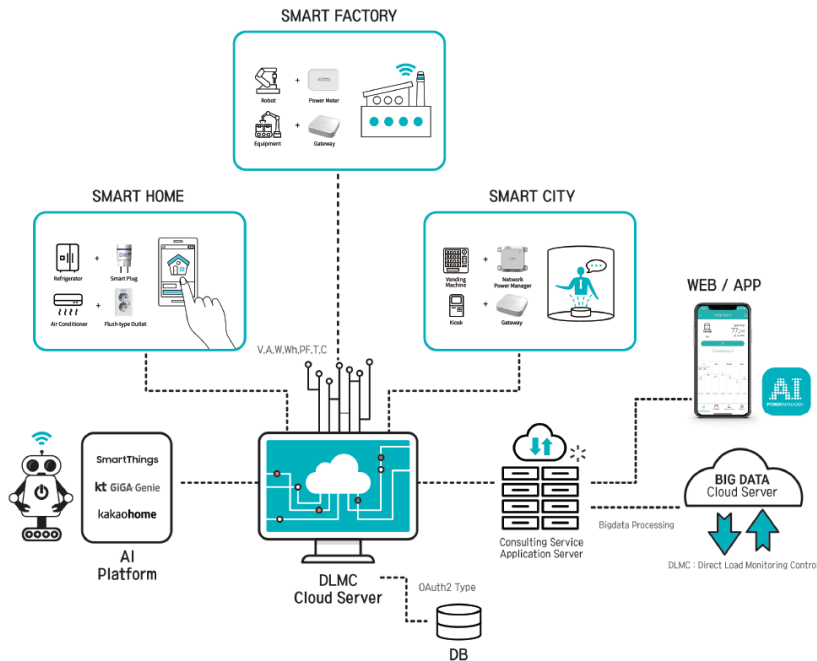 SMART FACTORY
Robot
+
Power Meter
Equipment
+
Gateway
SMART HOME
Refrigerator
+
Smart Plug
Air Conditioner
+
Flush-type Outlet
SMART CITY
Vending
Machine
+
Network
Power Manager
Kiosk
+
Gateway
WEB / APP
AI
POWERMANAGER
V.A.W.Wh.PF.T.C
SmartThings
kt GiGA Genie
kakaohome
AI
Platform
DLMC
Cloud Server
OAuth2 Type
DB
Consulting Service
Application Server
Bigdata Processing
BIG DATA
Cloud Server
DLMC : Direct Load Monitoring Control